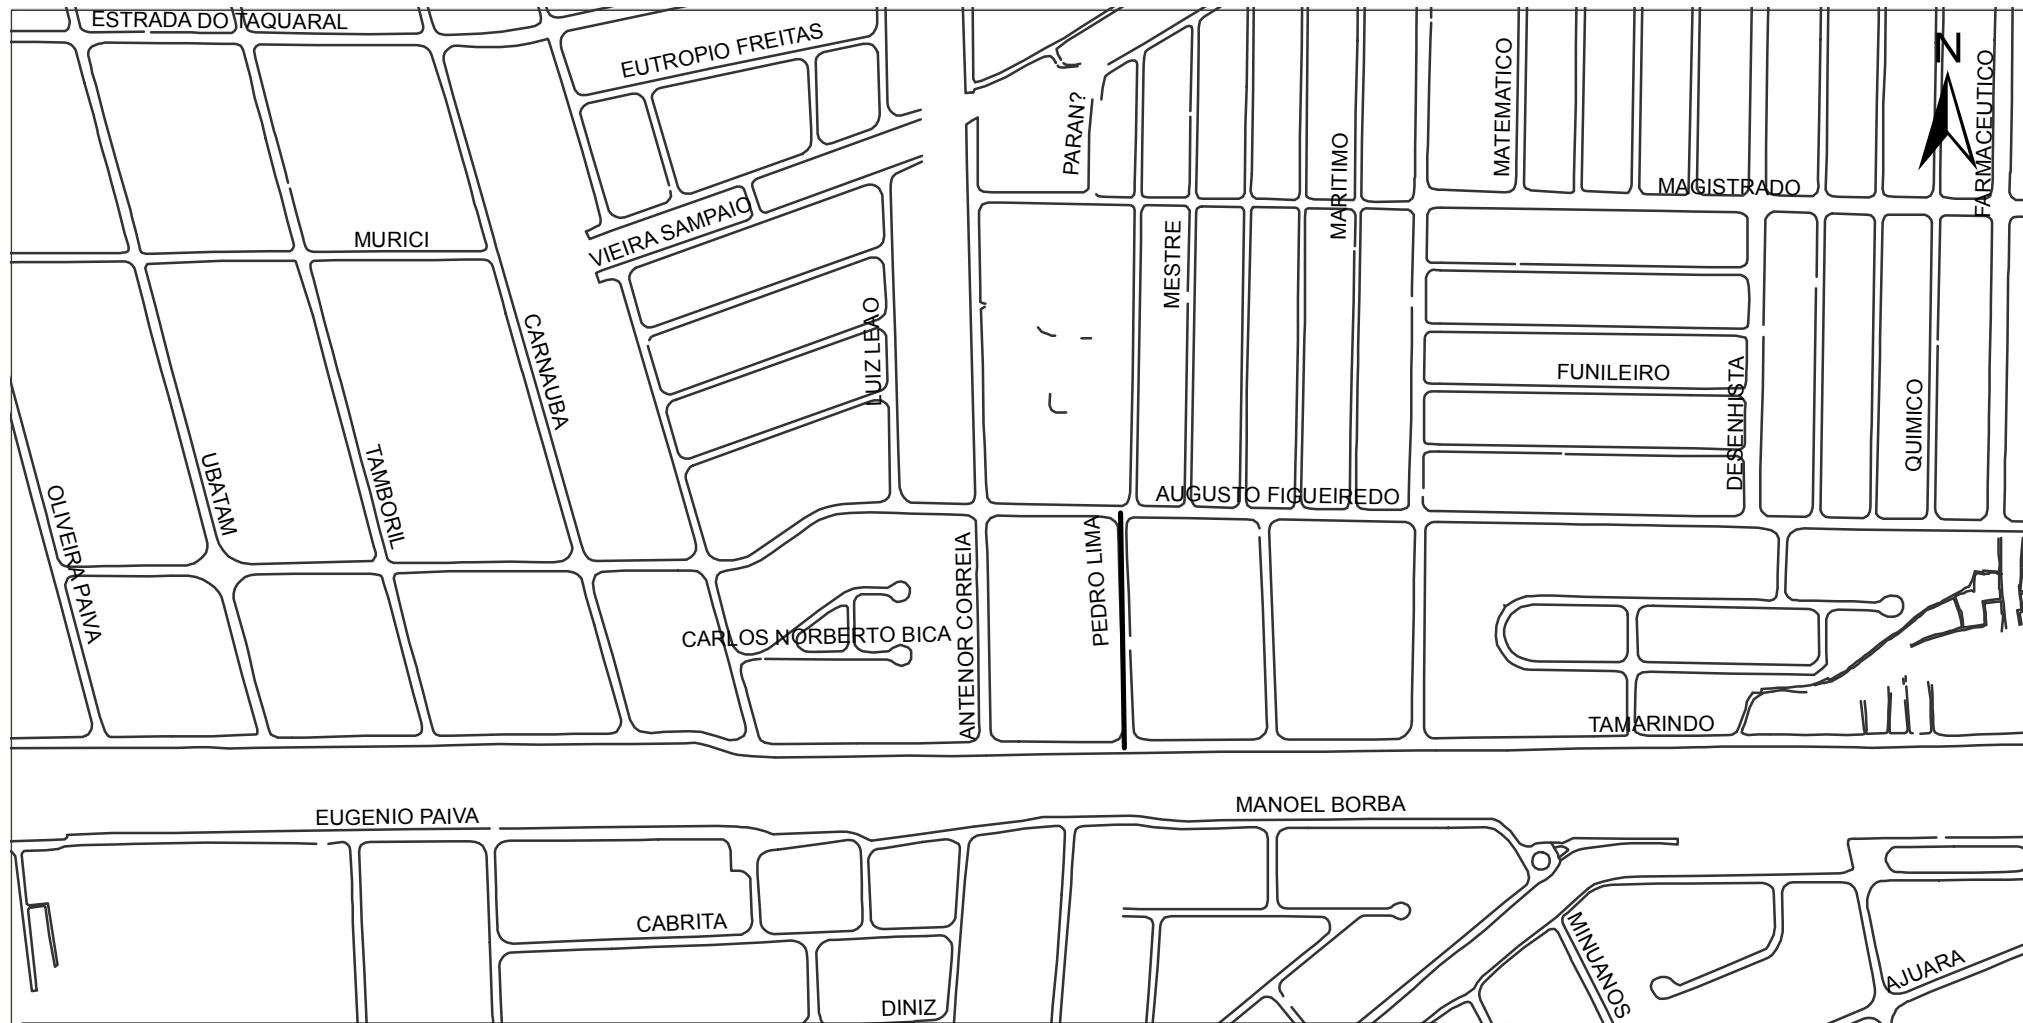 ESTRADA DO TAQUARAL
EUTROPIO FREITAS
N
MATEMATICO
FARMACEUTICO
PARAN?
MARITIMO
MAGISTRADO
MURICI
VIEIRA SAMPAIO
MESTRE
LUIZ LEAO
CARNAUBA
FUNILEIRO
DESENHISTA
QUIMICO
UBATAM
TAMBORIL
OLIVEIRA PAIVA
AUGUSTO FIGUEIREDO
PEDRO LIMA
ANTENOR CORREIA
CARLOS NORBERTO BICA
TAMARINDO
EUGENIO PAIVA
MANOEL BORBA
CABRITA
MINUANOS
AJUARA
DINIZ